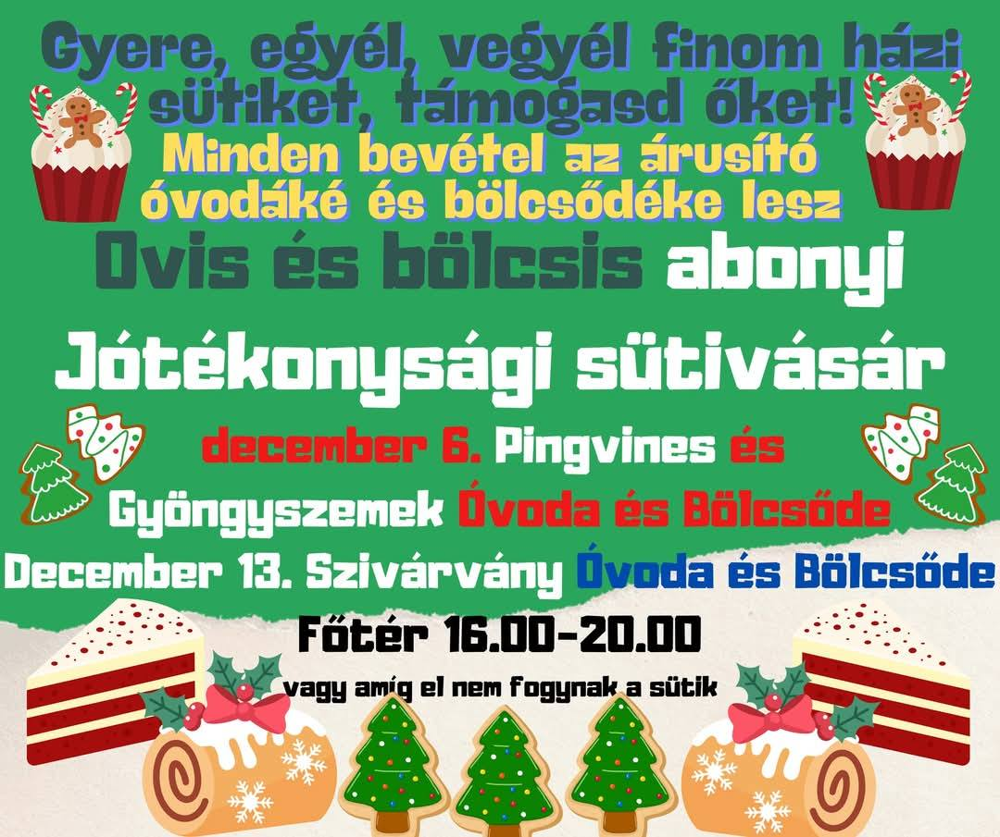 Gyere, egyél, vegyél finom házi
sütiket, támogasd őket!
Minden bevétel az árusító
óvodáké és bölcsődéke lesz
Ovis és bölcsis abonyi
Jótékonysági sütivásár
december 6. Pingvines és
Gyöngyszemek Óvoda és Bölcsőde
December 13. Szivárvány Óvoda és Bölcsőde
Főtér 16.00-20.00
vagy amíg el nem fogynak a sütik